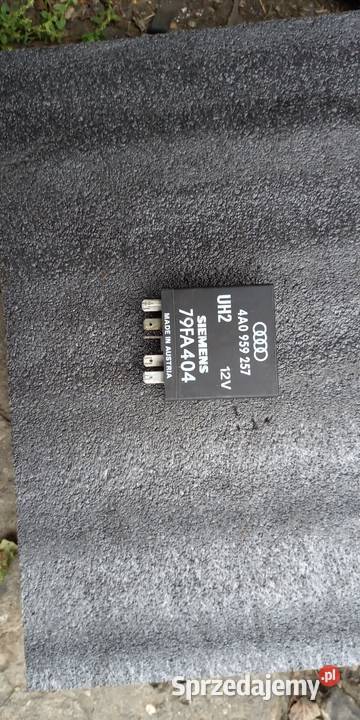 4A0 959 257
UH2 12V
SIEMENS
79FA404
MADE IN AUSTRIA
Sprzedajemy.pl